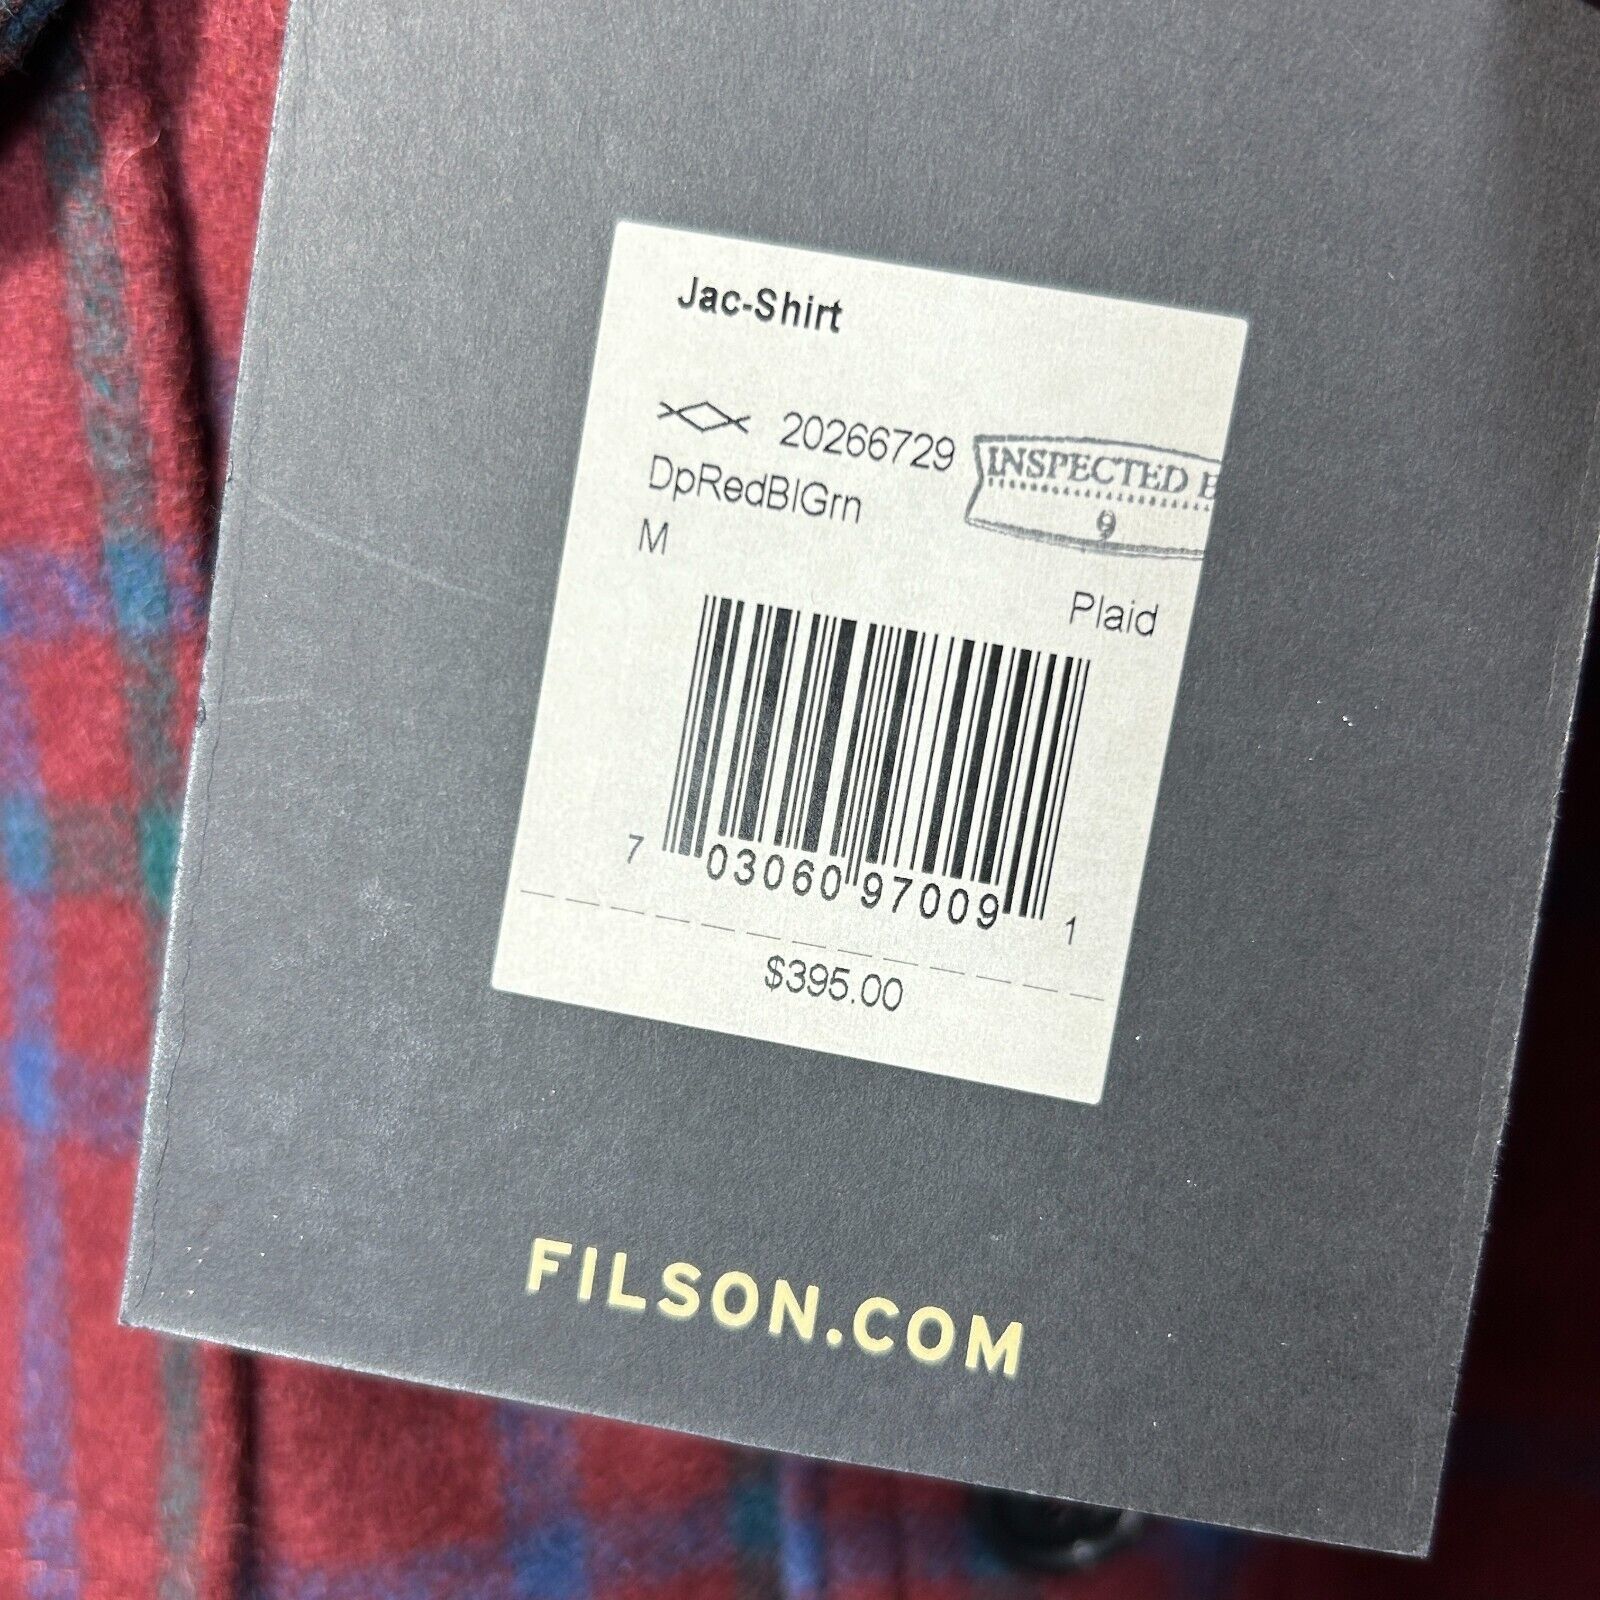 Jac-Shirt
20266729
INSPECTED
9
DpRedBlGrn
M
Plaid
7 03060 97009 1
$395.00
FILSON.COM